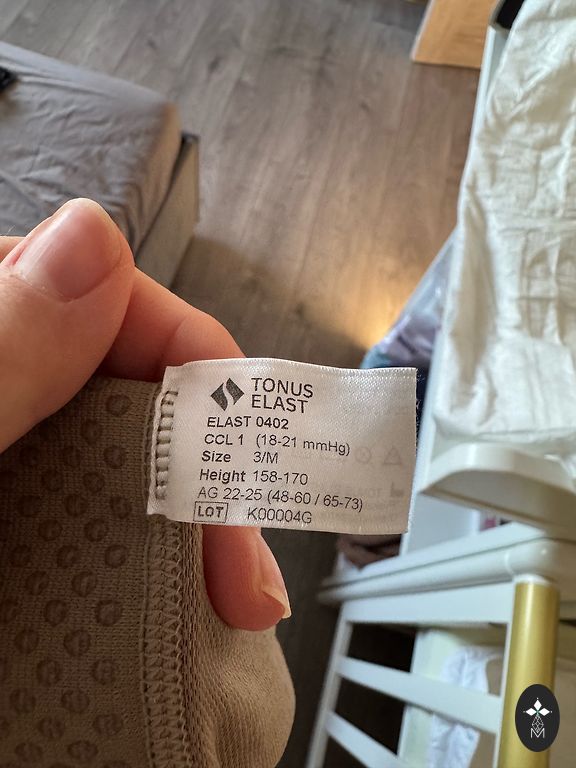 TONUS
ELAST
ELAST 0402
CCL 1 (18-21 mmHg)
Size 3/M
Height 158-170
AG 22-25 (48-60 / 65-73)
LOT K00004G
M